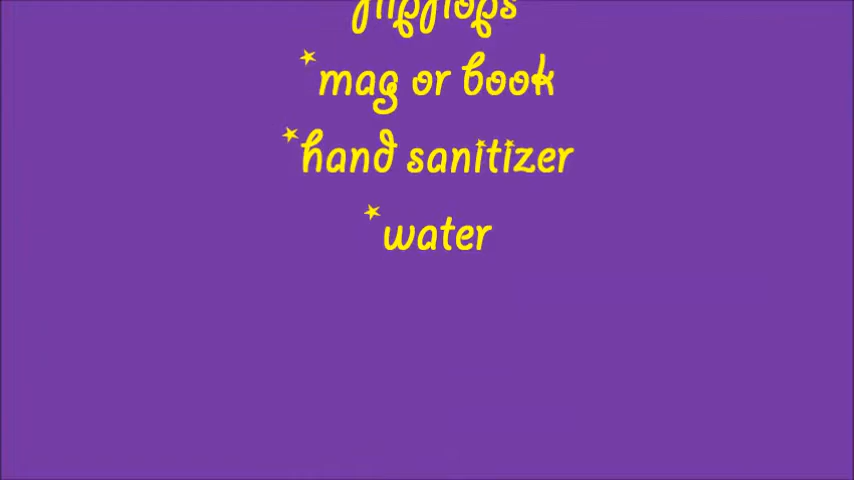 flipflops
*mag or book
*hand sanitizer
*water